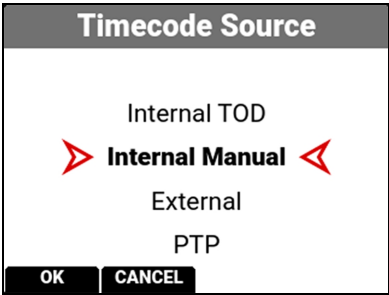 Timecode Source
Internal TOD
Internal Manual
External
PTP
OK CANCEL